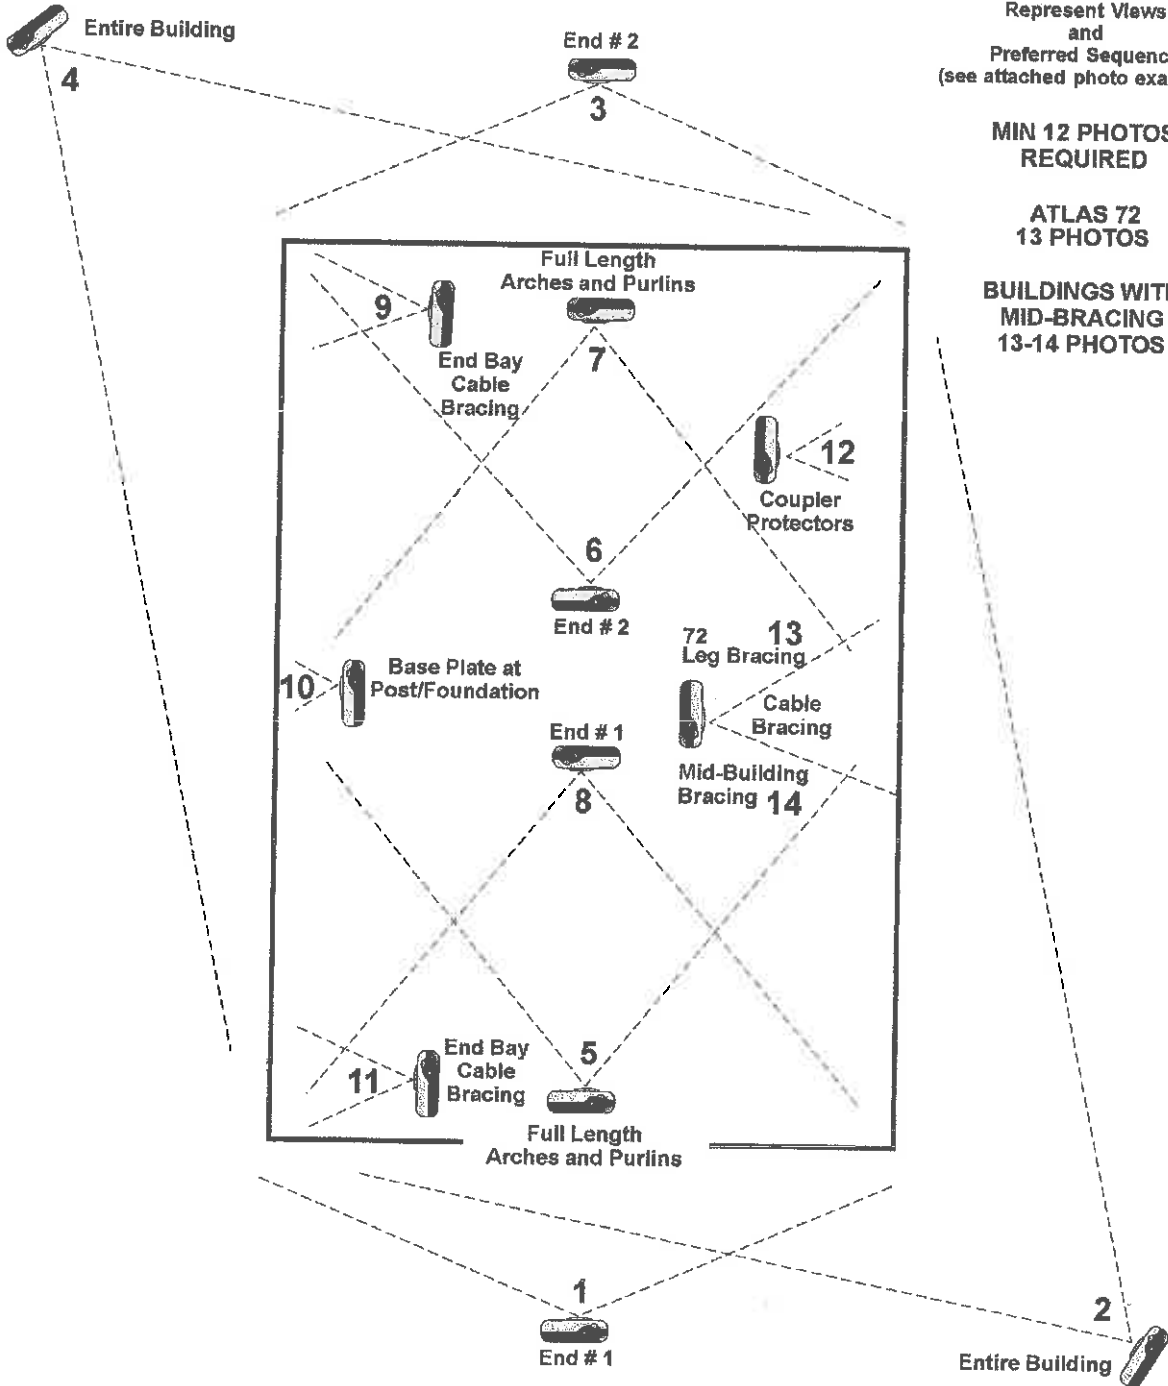 Entire Building
4
End # 2
3
Represent Views
and
Preferred
(see attached photo
MIN 12 PHOTOS
REQUIRED
ATLAS 72
13 PHOTOS
BUILDINGS
MID-BRACING
13-14 PHOTOS
Full Length
Arches and Purlins
7
9
End Bay
Cable
Bracing
12
Coupler
Protectors
6
End # 2
72
13
Leg Bracing
Cable
Bracing
Mid-Building
Bracing 14
10
Base Plate at
Post/Foundation
End # 1
8
5
11
End Bay
Cable
Bracing
Full Length
Arches and Purlins
1
End # 1
2
Entire Building